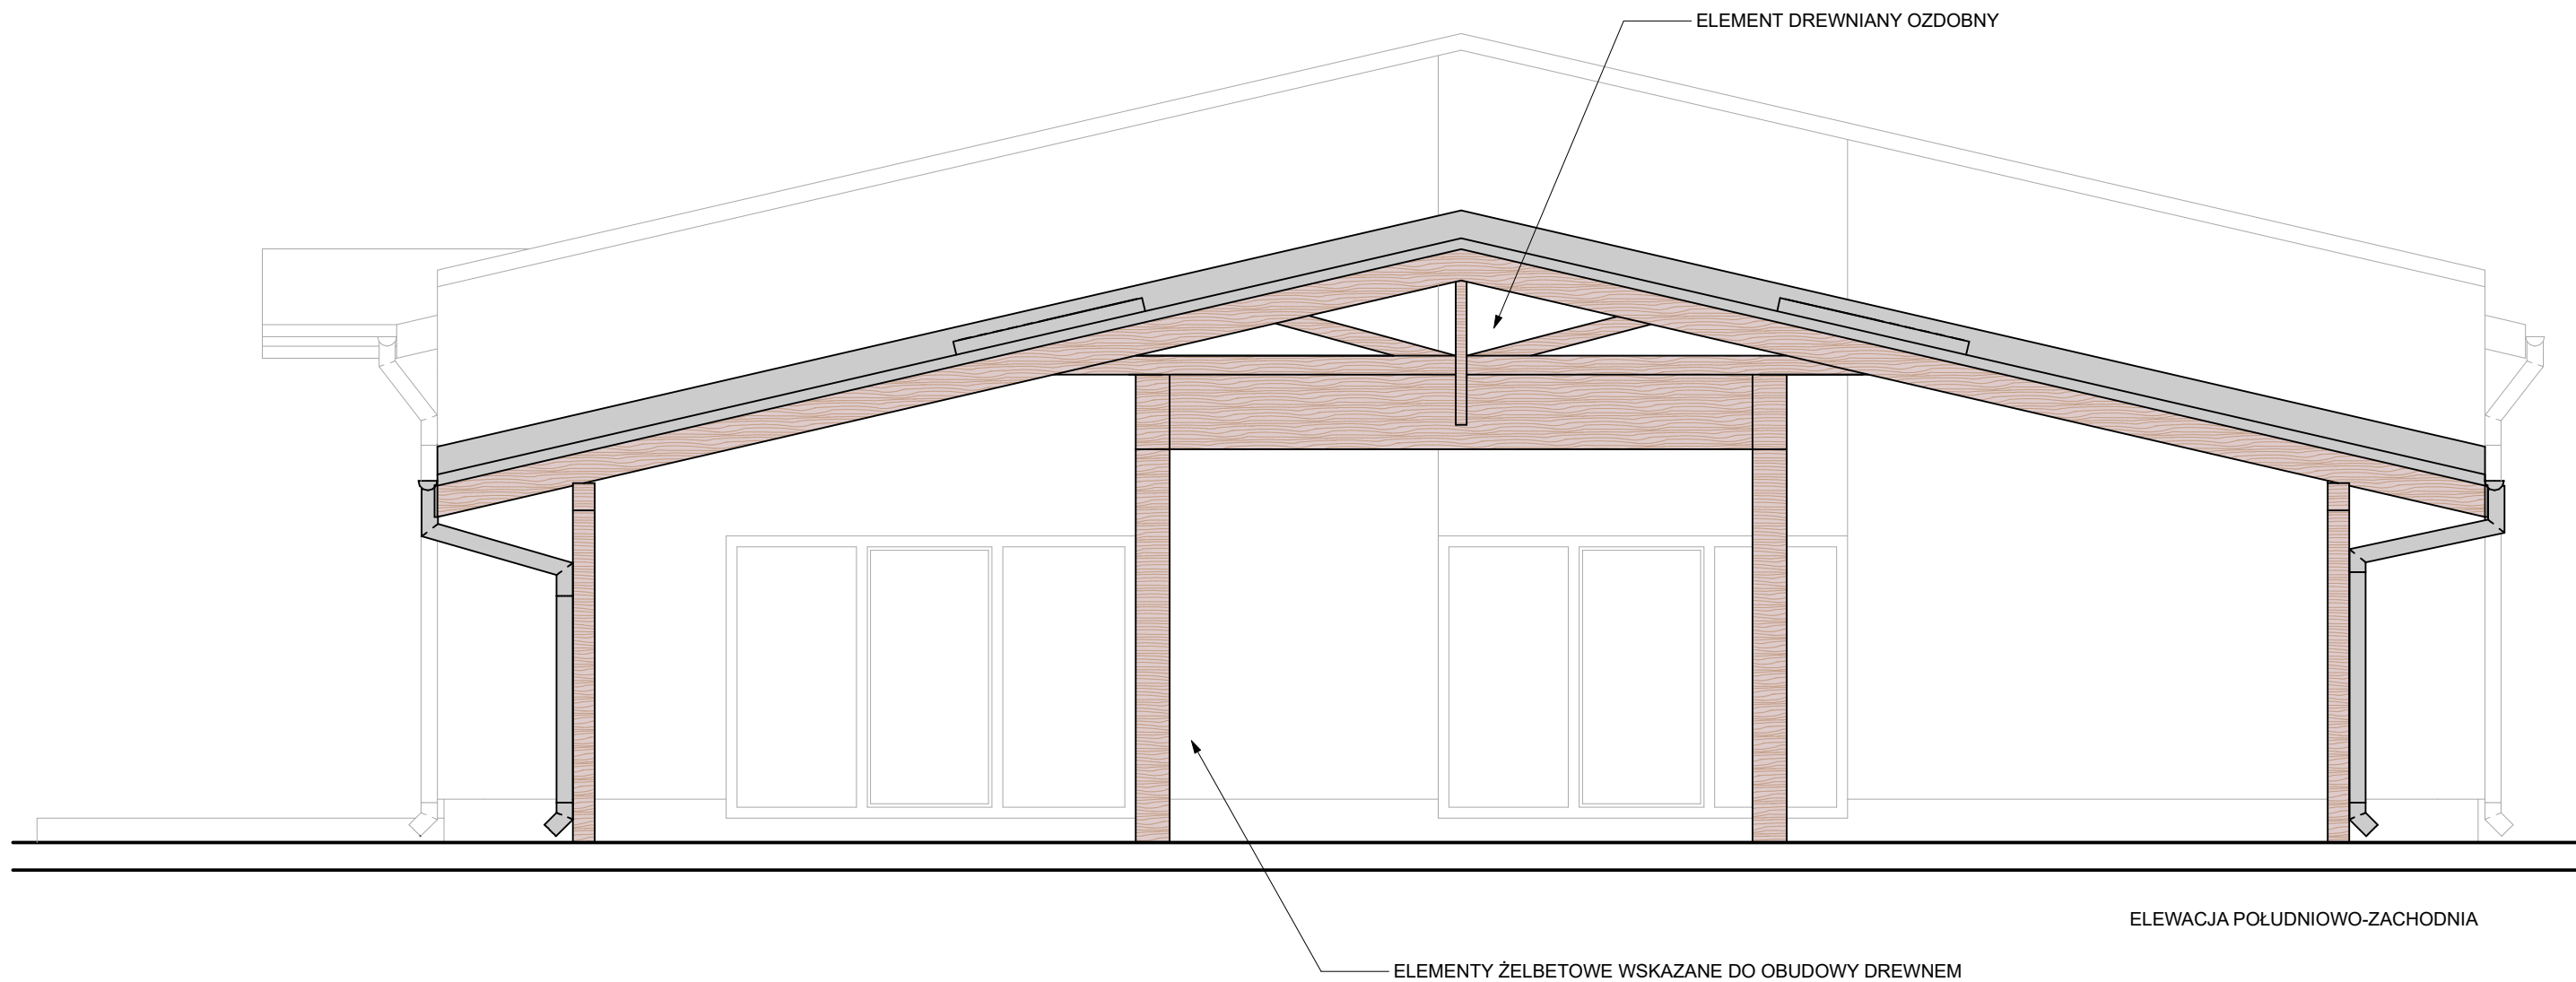 ELEMENT DREWNIANY OZDOBNY
ELEWACJA POŁUDNIOWO-ZACHODNIA
ELEMENTY ŻELBETOWE WSKAZANE DO OBUDOWY DREWNEM